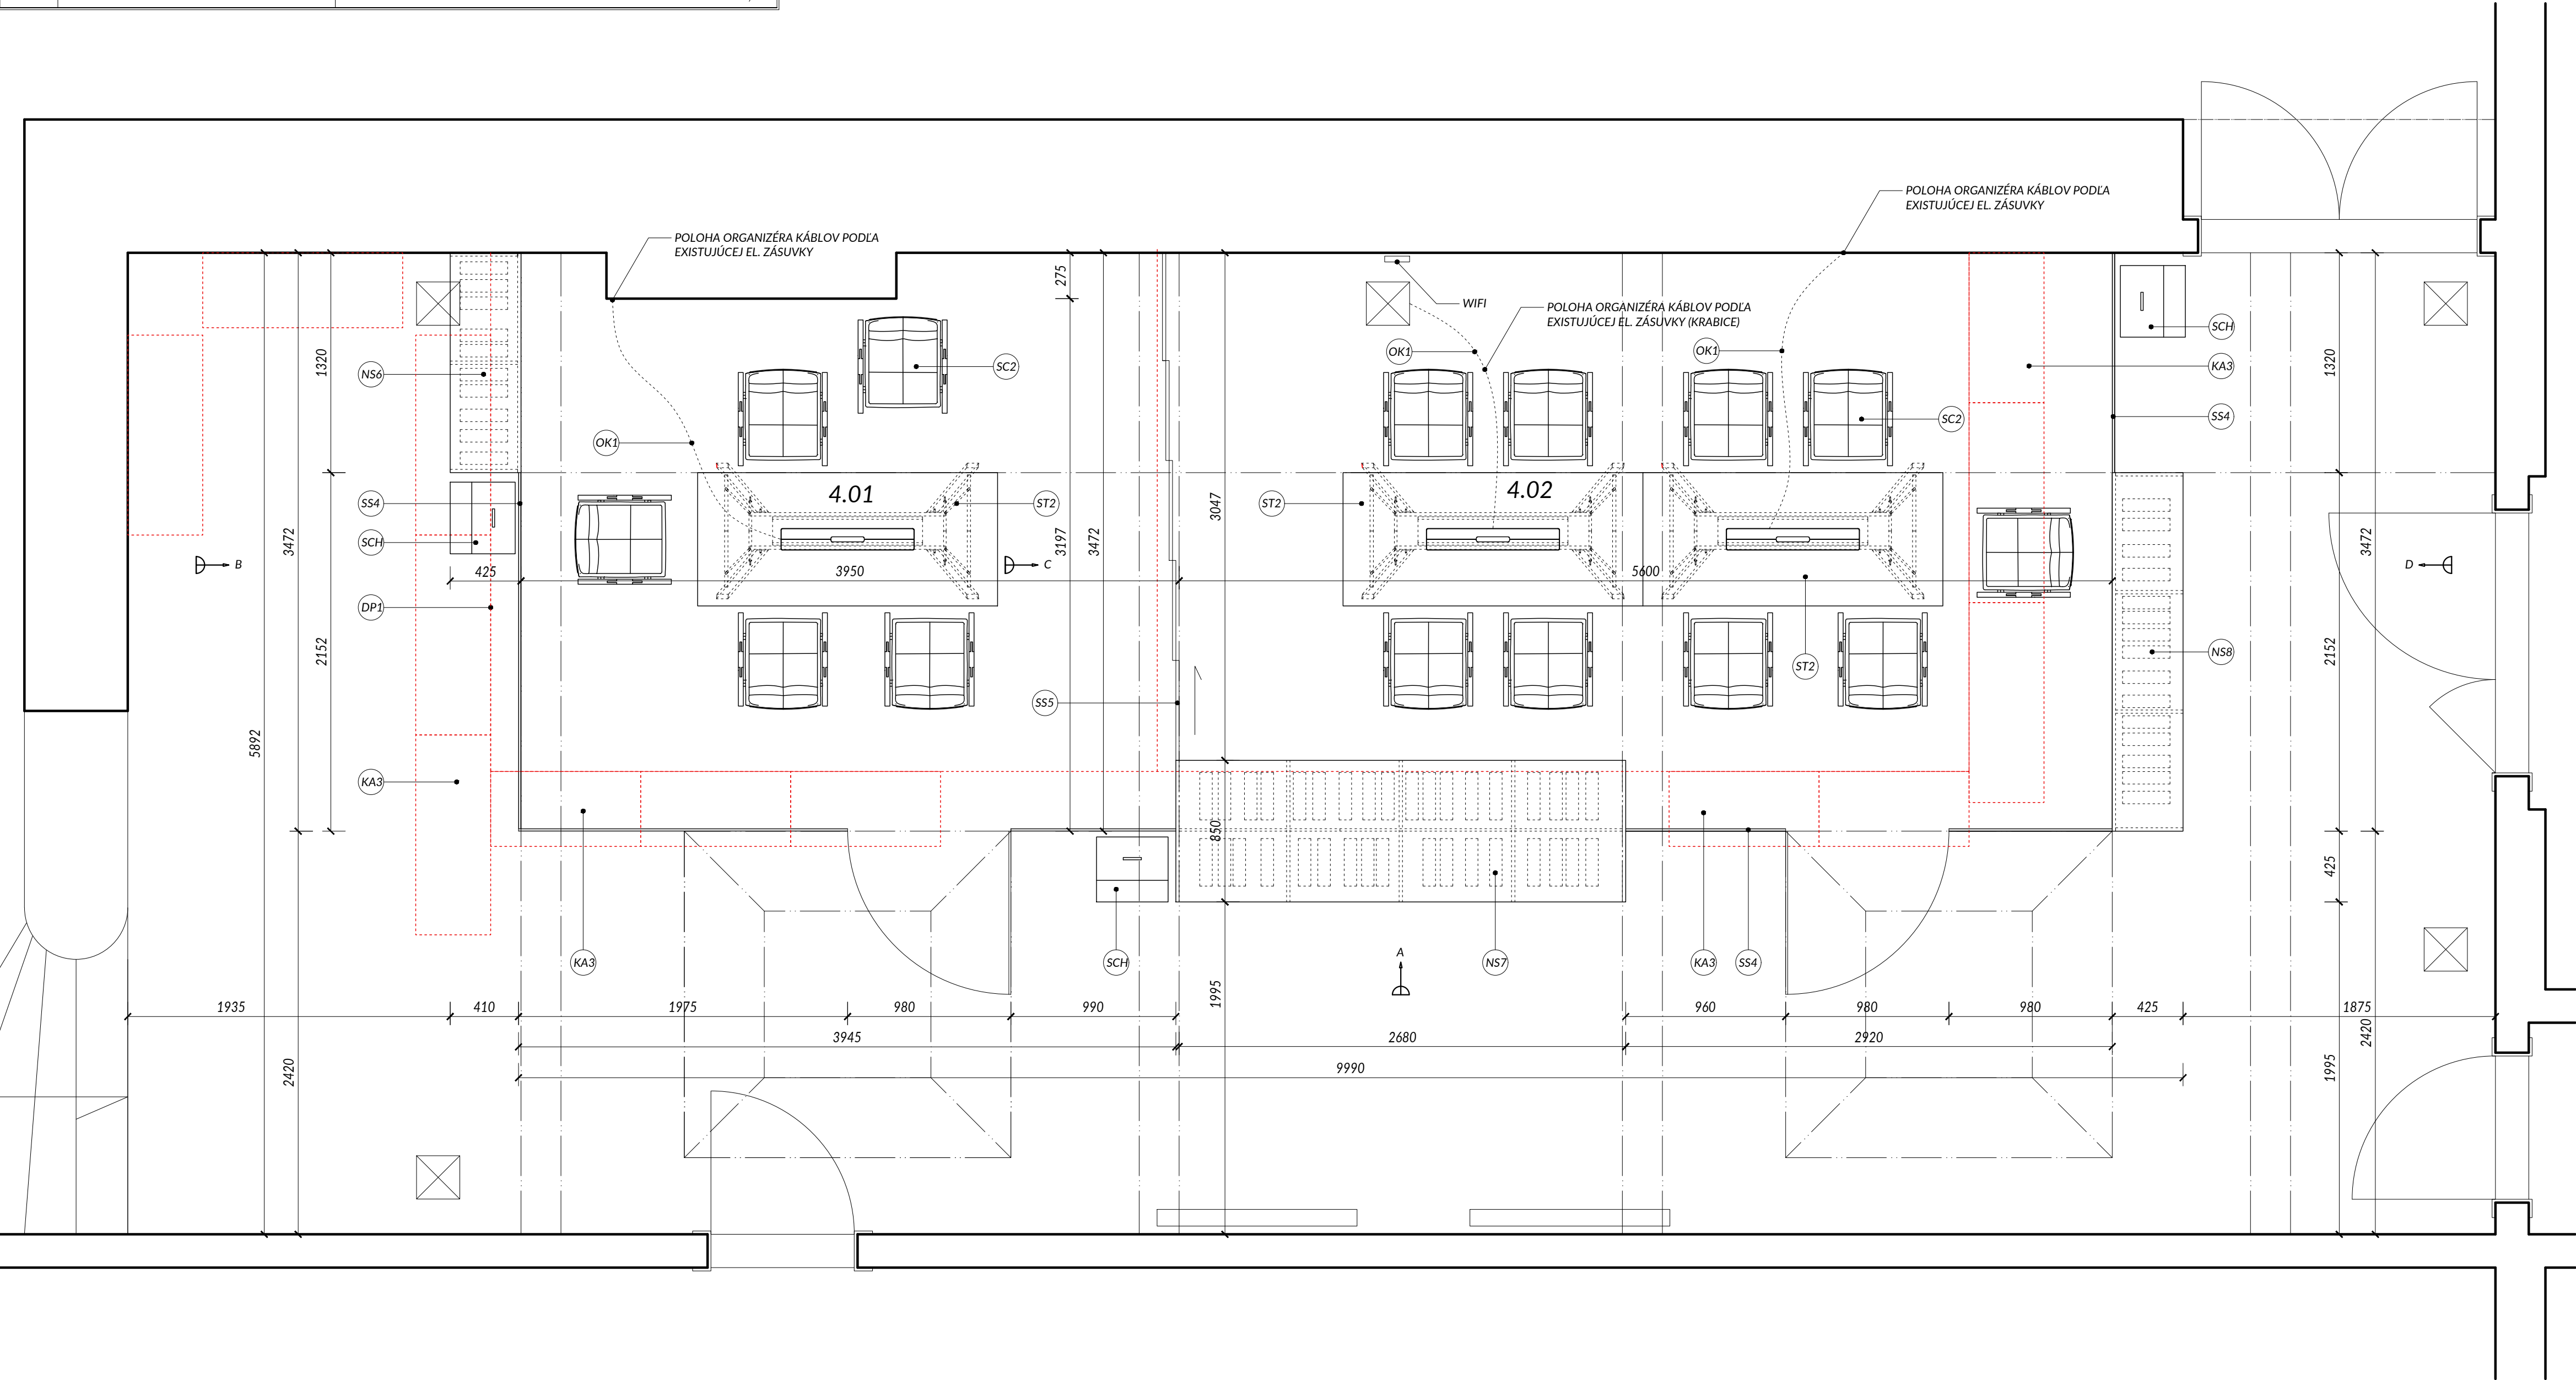 POLOHA ORGANIZÉRA KÁBLOV PODĽA
EXISTUJÚCEJ EL. ZÁSUVKY
POLOHA ORGANIZÉRA KÁBLOV PODĽA
EXISTUJÚCEJ EL. ZÁSUVKY
275
WIFI
POLOHA ORGANIZÉRA KÁBLOV PODĽA
EXISTUJÚCEJ EL. ZÁSUVKY (KRABICE)
SCH
1320
NS6
SC2
OK1
OK1
KA3
1320
OK1
SC2
SS4
4.01
4.02
SS4
ST2
ST2
3047
SCH
3472
3197
3472
3472
B
425
3950
C
5600
D
DP1
2152
ST2
NS8
2152
SS5
5892
KA3
850
425
KA3
SCH
A
NS7
KA3
SS4
1995
1935
410
1975
980
990
960
980
980
425
1875
3945
2680
2920
2420
9990
2420
1995